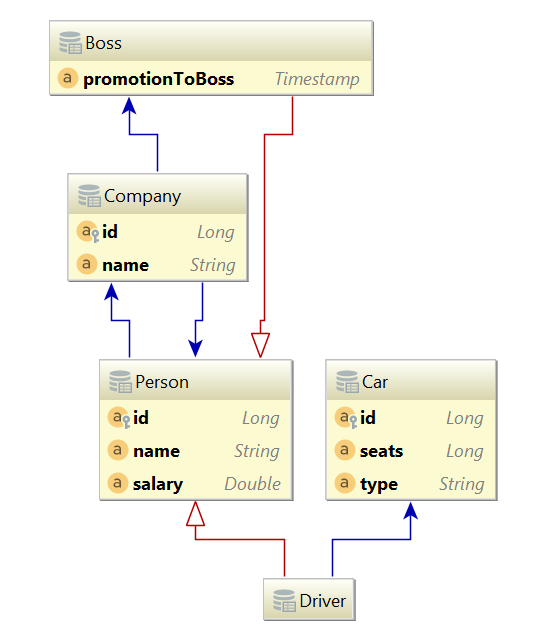 Boss
a promotionToBoss Timestamp
Company
a id Long
a name String
Person
a id Long
a name String
a salary Double
Car
a id Long
a seats Long
a type String
Driver